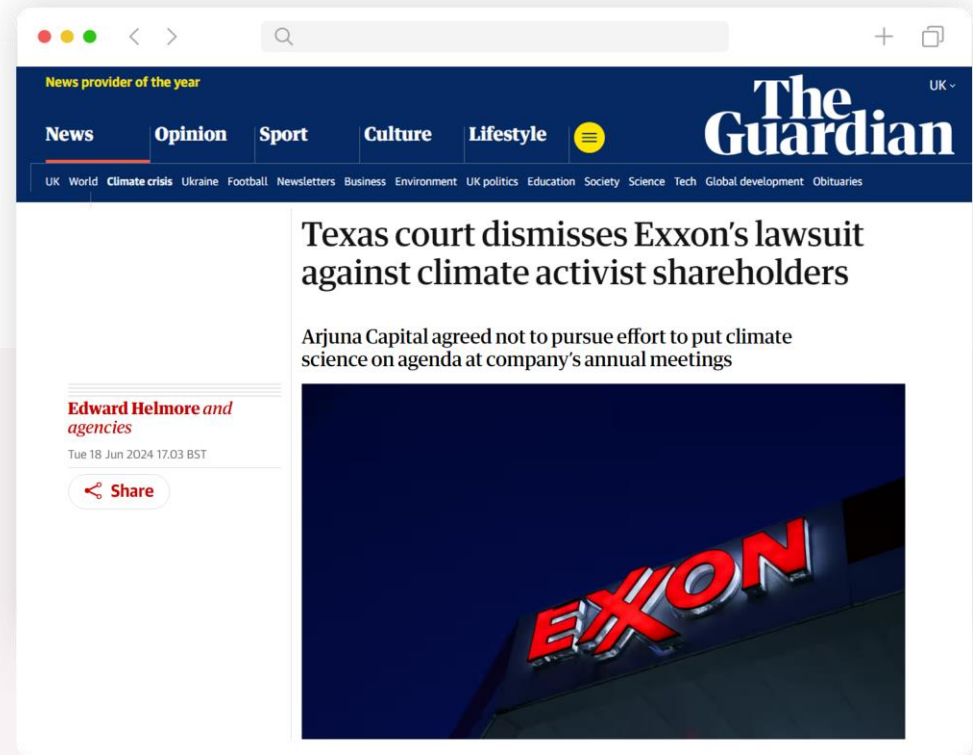 News provider of the year
The
Guardian
UK
News Opinion Sport Culture Lifestyle
UK World Climate crisis Ukraine Football Newsletters Business Environment UK politics Education Society Science Tech Global development Obituaries
Texas court dismisses Exxon’s lawsuit
against climate activist shareholders
Arjuna Capital agreed not to pursue effort to put climate
science on agenda at company’s annual meetings
Edward Helmore and
agencies
Tue 18 Jun 2024 17.03 BST
Share
EXXON